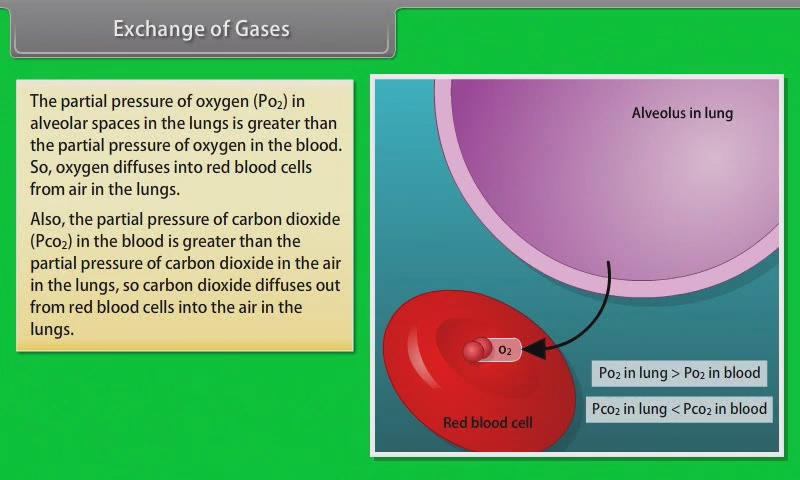 Exchange of Gases
The partial pressure of oxygen (Po₂) in
alveolar spaces in the lungs is greater than
the partial pressure of oxygen in the blood.
So, oxygen diffuses into red blood cells
from air in the lungs.
Also, the partial pressure of carbon dioxide
(Pco₂) in the blood is greater than the
partial pressure of carbon dioxide in the air
in the lungs, so carbon dioxide diffuses out
from red blood cells into the air in the
lungs.
Alveolus in lung
O₂
Po₂ in lung > Po₂ in blood
Pco₂ in lung < Pco₂ in blood
Red blood cell